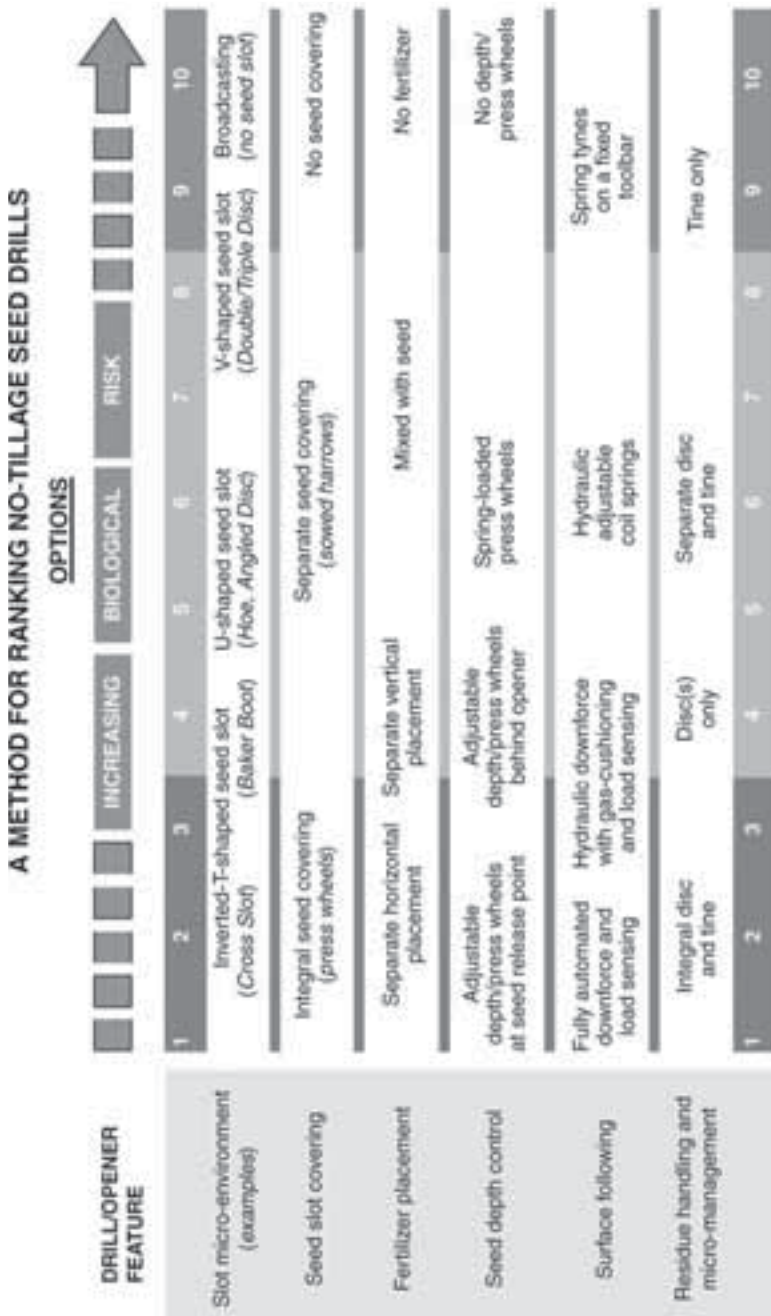 A METHOD FOR RANKING NO-TILLAGE SEED DRILLS
OPTIONS
DRILL/OPENER
FEATURE
INCREASING
BIOLOGICAL
RISK
1 2 3 4 5 6 7 8 9 10
Slot micro-environment
(examples)
Inverted-T-shaped seed slot
(Cross Slot) (Baker Boot)
U-shaped seed slot
(Hoe, Angled Disc)
V-shaped seed slot
(Double/Triple Disc)
Broadcasting
(no seed slot)
Seed slot covering
Integral seed covering
(press wheels)
Separate seed covering
(sowed harrows)
No seed covering
Fertilizer placement
Separate horizontal
placement
Separate vertical
placement
Mixed with seed
No fertilizer
Seed depth control
Adjustable
depth/press wheels
at seed release point
Adjustable
depth/press wheels
behind opener
Spring-loaded
press wheels
No depth/
press wheels
Surface following
Fully automated
downforce and
load sensing
Hydraulic downforce
with gas-cushioning
and load sensing
Hydraulic
adjustable
coil springs
Spring tynes
on a fixed
toolbar
Residue handling and
micro-management
Integral disc
and tine
Disc(s)
only
Separate disc
and tine
Tine only
1 2 3 4 5 6 7 8 9 10